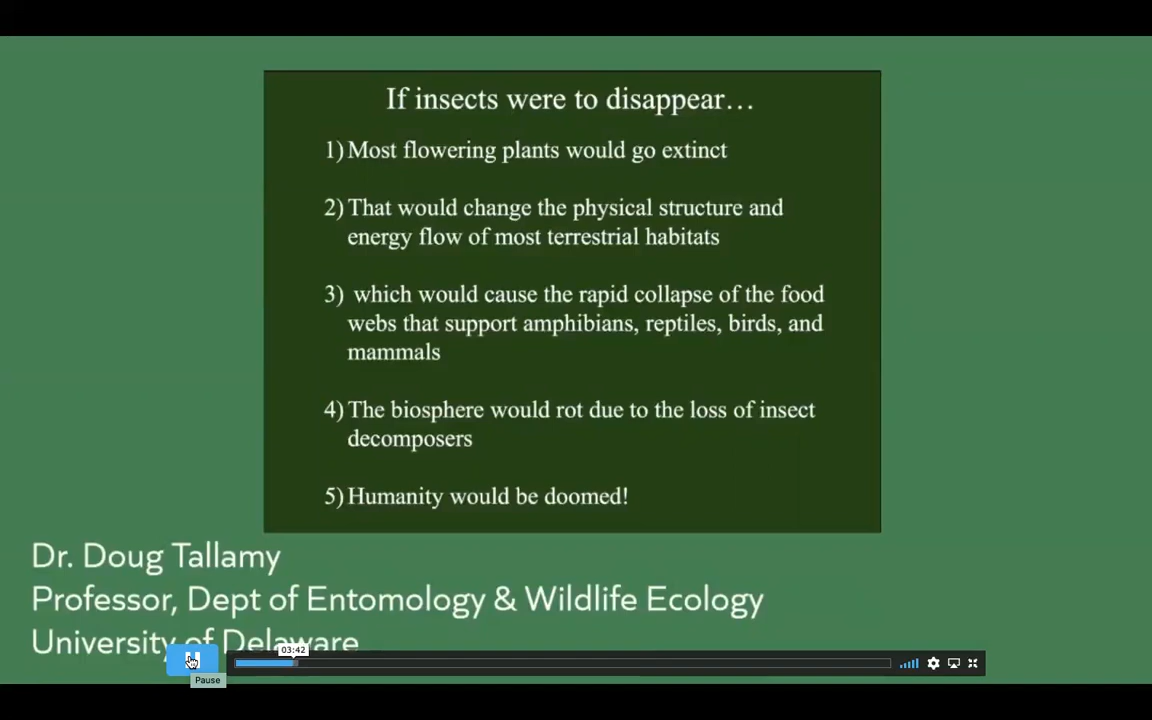 If insects were to disappear…
1) Most flowering plants would go extinct
2) That would change the physical structure and
energy flow of most terrestrial habitats
3) which would cause the rapid collapse of the food
webs that support amphibians, reptiles, birds, and
mammals
4) The biosphere would rot due to the loss of insect
decomposers
5) Humanity would be doomed!
Dr. Doug Tallamy
Professor, Dept of Entomology & Wildlife Ecology
University of Delaware
03:42
Pause